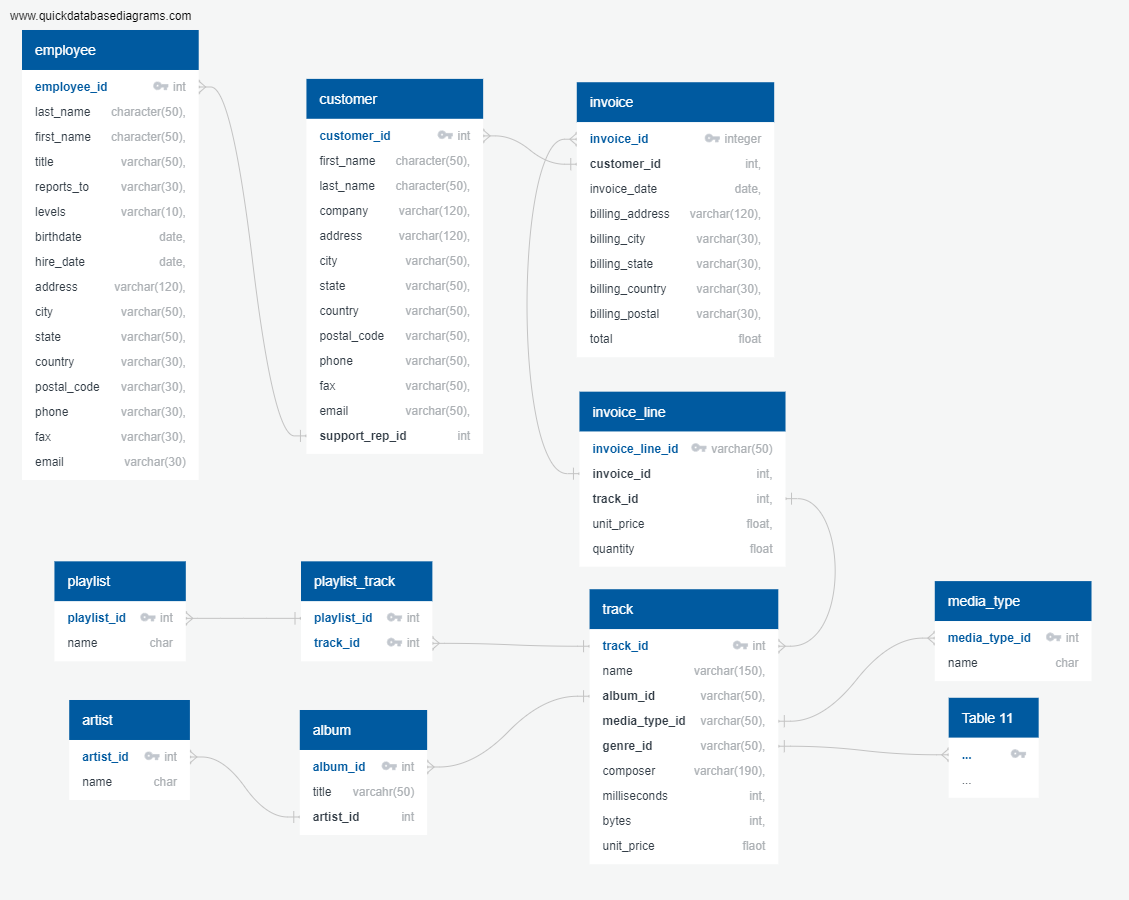 www.quickdatabasediagrams.com
employee
employee_id int
last_name character(50),
first_name character(50),
title varchar(50),
reports_to varchar(30),
levels varchar(10),
birthdate date,
hire_date date,
address varchar(120),
city varchar(50),
state varchar(50),
country varchar(30),
postal_code varchar(30),
phone varchar(30),
fax varchar(30),
email varchar(30)
customer
customer_id int
first_name character(50),
last_name character(50),
company varchar(120),
address varchar(120),
city varchar(50),
state varchar(50),
country varchar(50),
postal_code varchar(50),
phone varchar(50),
fax varchar(50),
email varchar(50),
support_rep_id int
invoice
invoice_id integer
customer_id int,
invoice_date date,
billing_address varchar(120),
billing_city varchar(30),
billing_state varchar(30),
billing_country varchar(30),
billing_postal varchar(30),
total float
invoice_line
invoice_line_id varchar(50)
invoice_id int,
track_id int,
unit_price float,
quantity float
playlist
playlist_id int
name char
playlist_track
playlist_id int
track_id int
track
track_id int
name varchar(150),
album_id varchar(50),
media_type_id varchar(50),
genre_id varchar(50),
composer varchar(190),
milliseconds int,
bytes int,
unit_price flaot
media_type
media_type_id int
name char
artist
artist_id int
name char
album
album_id int
title varcahr(50)
artist_id int
Table 11
...
...